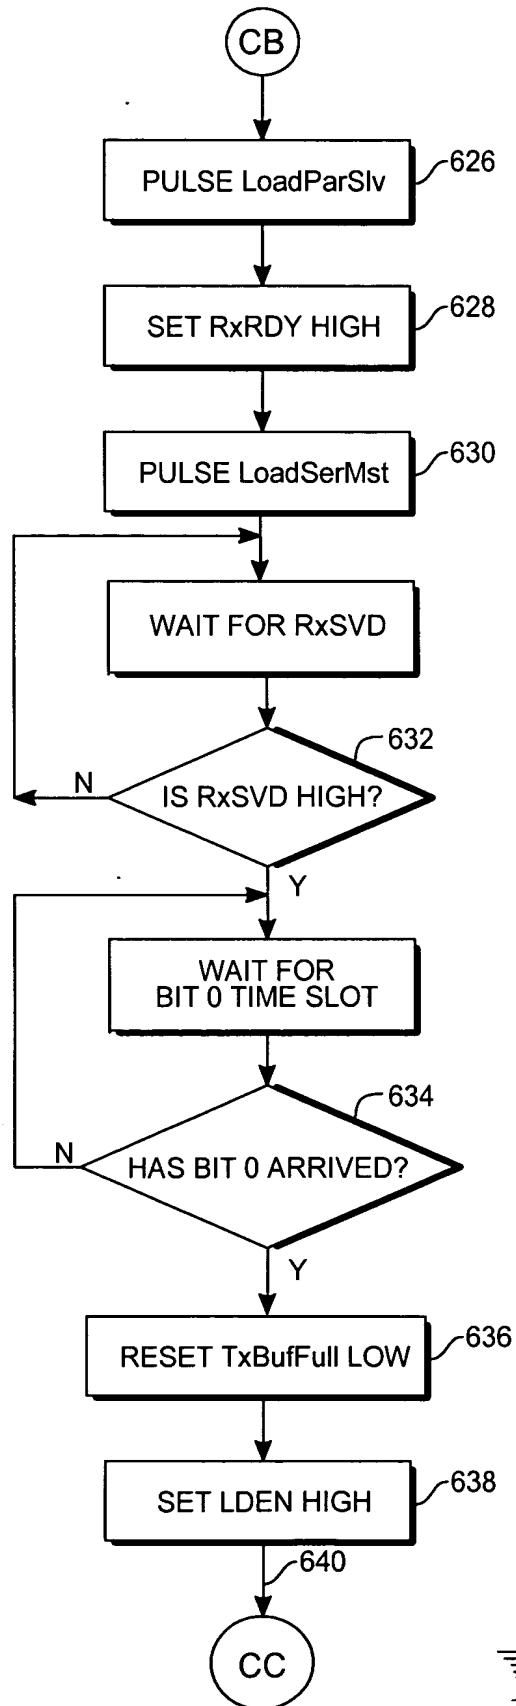 CB
PULSE LoadParSlv
626
SET RxRDY HIGH
628
PULSE LoadSerMst
630
WAIT FOR RxSVD
632
IS RxSVD HIGH?
N
Y
WAIT FOR
BIT 0 TIME SLOT
634
HAS BIT 0 ARRIVED?
N
Y
RESET TxBufFull LOW
636
SET LDEN HIGH
638
640
CC